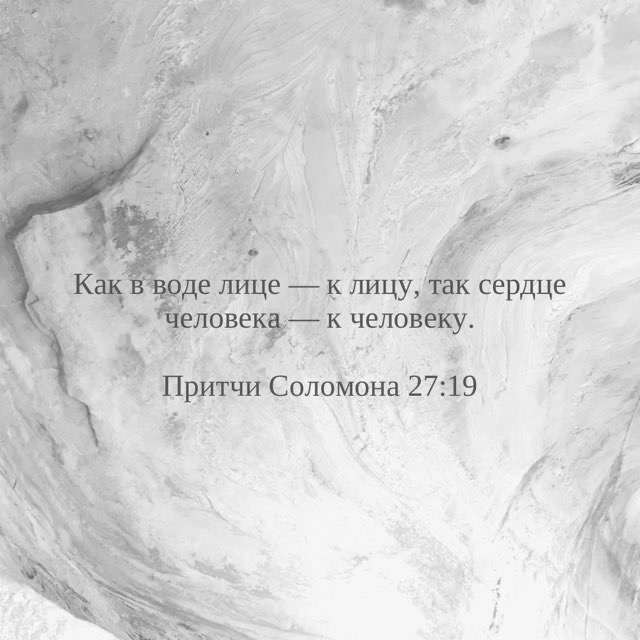 Как в воде лице — к лицу, так сердце
человека — к человеку.
Притчи Соломона 27:19